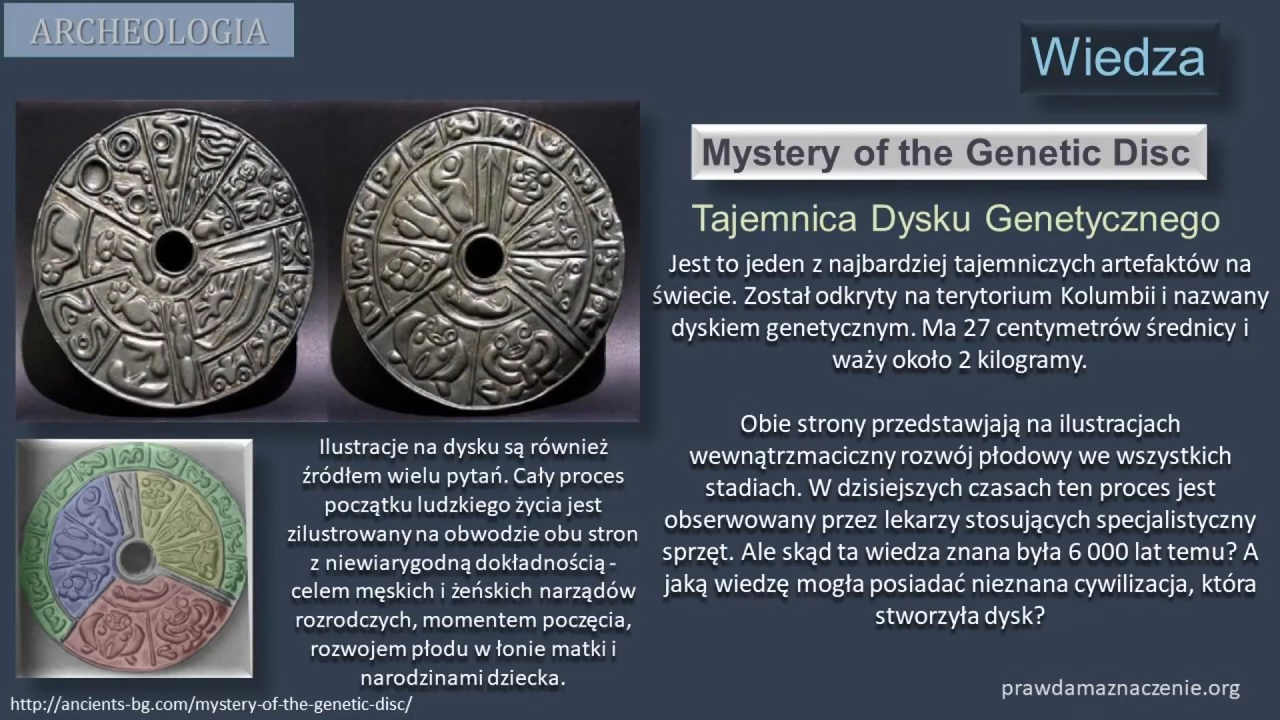 ARCHEOLOGIA
Wiedza
Mystery of the Genetic Disc
Tajemnica Dysku Genetycznego
Jest to jeden z najbardziej tajemniczych artefaktów na
świecie. Został odkryty na terytorium Kolumbii i nazwany
dyskiem genetycznym. Ma 27 centymetrów średnicy i
waży około 2 kilogramy.
Obie strony przedstawjają na ilustracjach
wewnątrzmaciczny rozwój płodowy we wszystkich
stadiach. W dzisiejszych czasach ten proces jest
obserwowany przez lekarzy stosujących specjalistyczny
sprzęt. Ale skąd ta wiedza znana była 6 000 lat temu? A
jaką wiedzę mogła posiadać nieznana cywilizacja, która
stworzyła dysk?
Ilustracje na dysku są również
źródłem wielu pytań. Cały proces
początku ludzkiego życia jest
zilustrowany na obwodzie obu stron
z niewiarygodną dokładnością -
celem męskich i żeńskich narządów
rozrodczych, momentem poczęcia,
rozwojem płodu w łonie matki i
narodzinami dziecka.
http://ancients-bg.com/mystery-of-the-genetic-disc/
prawdamaznaczenie.org